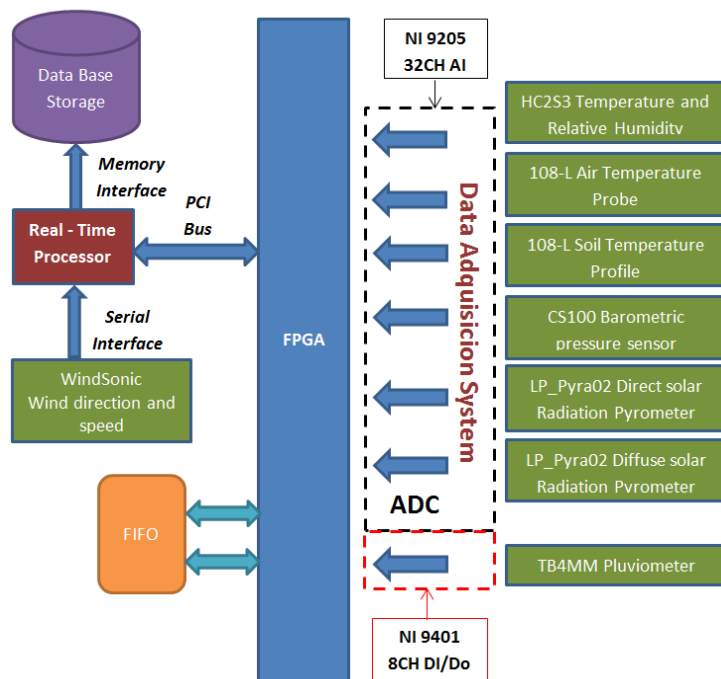 Data Base
Storage
Memory
Interface
PCI
Bus
Real - Time
Processor
Serial
Interface
WindSonic
Wind direction and
speed
FIFO
FPGA
NI 9205
32CH AI
Data Adquisicion System
ADC
NI 9401
8CH DI/Do
HC2S3 Temperature and
Relative Humidity
108-L Air Temperature
Probe
108-L Soil Temperature
Profile
CS100 Barometric
pressure sensor
LP_Pyra02 Direct solar
Radiation Pyrometer
LP_Pyra02 Diffuse solar
Radiation Pyrometer
TB4MM Pluviometer